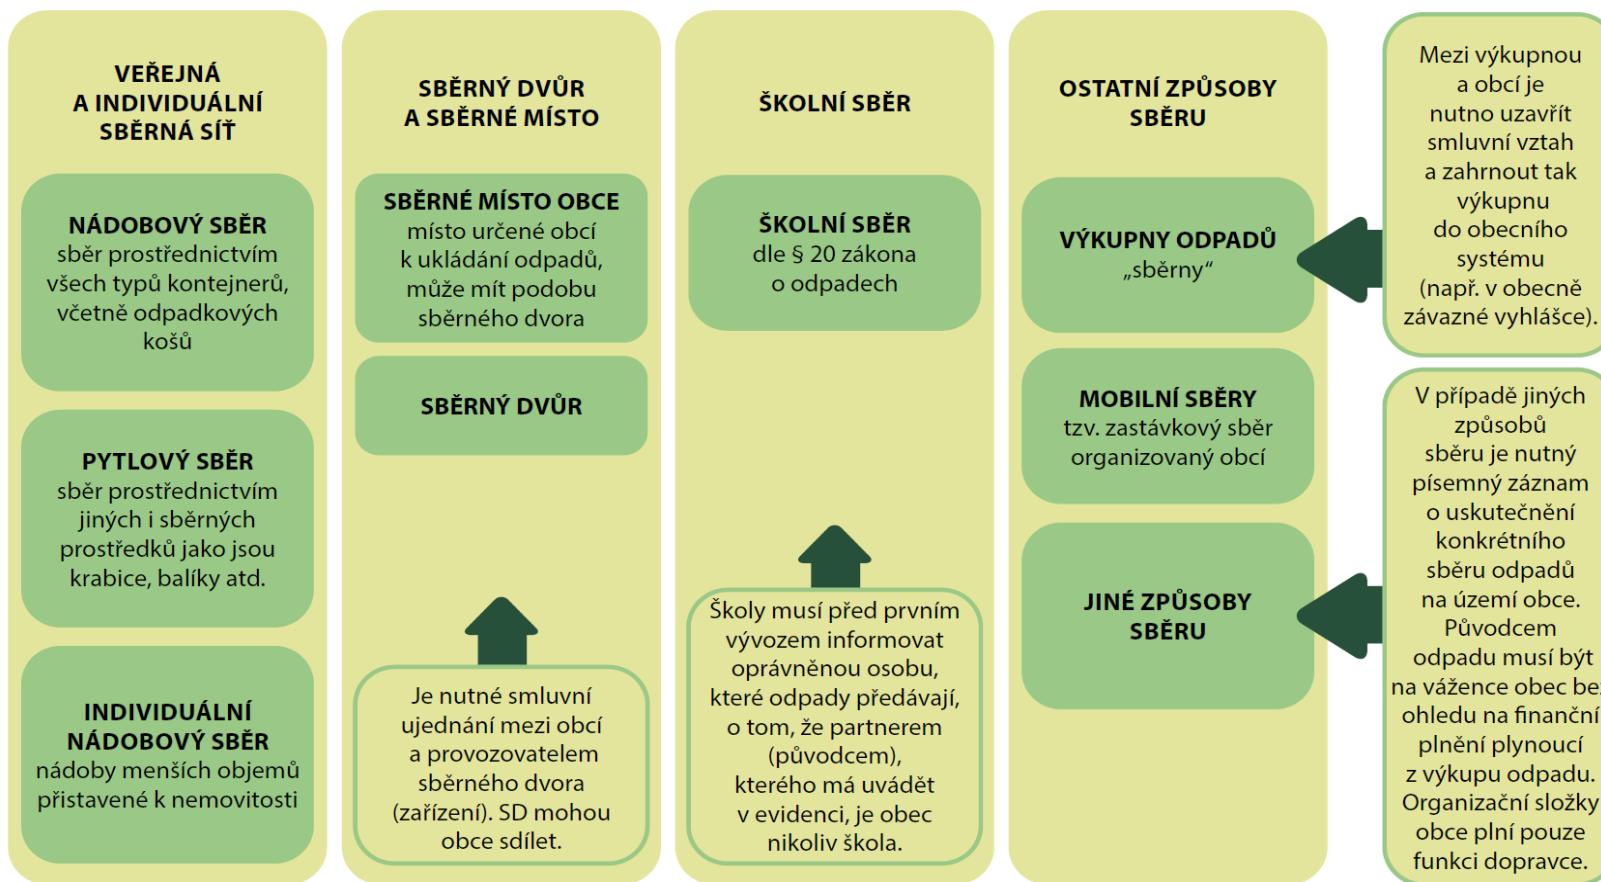 VEŘEJNÁ
A INDIVIDUÁLNÍ
SBĚRNÁ SÍŤ
NÁDOBOVÝ SBĚR
sběr prostřednictvím
všech typů kontejnerů,
včetně odpadkových
košů
PYTLOVÝ SBĚR
sběr prostřednictvím
jiných i sběrných
prostředků jako jsou
krabice, balíky atd.
INDIVIDUÁLNÍ
NÁDOBOVÝ SBĚR
nádoby menších objemů
přistavené k nemovitosti
SBĚRNÝ DVŮR
A SBĚRNÉ MÍSTO
SBĚRNÉ MÍSTO OBCE
místo určené obcí
k ukládání odpadů,
může mít podobu
sběrného dvora
SBĚRNÝ DVŮR
Je nutné smluvní
ujednání mezi obcí
a provozovatelem
sběrného dvora
(zařízení). SD mohou
obce sdílet.
ŠKOLNÍ SBĚR
ŠKOLNÍ SBĚR
dle § 20 zákona
o odpadech
Školy musí před prvním
vývozem informovat
oprávněnou osobu,
které odpady předávají,
o tom, že partnerem
(původcem),
kterého má uvádět
v evidenci, je obec
nikoliv škola.
OSTATNÍ ZPŮSOBY
SBĚRU
VÝKUPNY ODPADŮ
„sběrny“
MOBILNÍ SBĚRY
tzv. zastávkový sběr
organizovaný obcí
JINÉ ZPŮSOBY
SBĚRU
Mezi výkupnou
a obcí je
nutno uzavřít
smluvní vztah
a zahrnout tak
výkupnu
do obecního
systému
(např. v obecně
závazné vyhlášce).
V případě jiných
způsobů
sběru je nutný
písemný záznam
o uskutečnění
konkrétního
sběru odpadů
na území obce.
Původcem
odpadu musí být
na vážence obec bez
ohledu na finanční
plnění plynoucí
z výkupu odpadu.
Organizační složky
obce plní pouze
funkci dopravce.